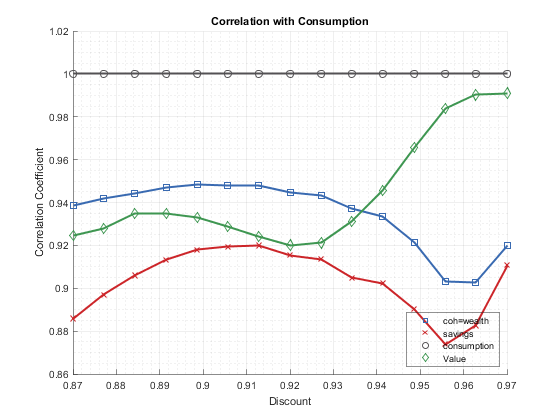 Correlation with Consumption
1.02
1
0.98
0.96
0.94
0.92
0.9
0.88
0.86
Correlation Coefficient
0.87
0.88
0.89
0.9
0.91
0.92
0.93
0.94
0.95
0.96
0.97
Discount
coh=wealth
savings
consumption
Value